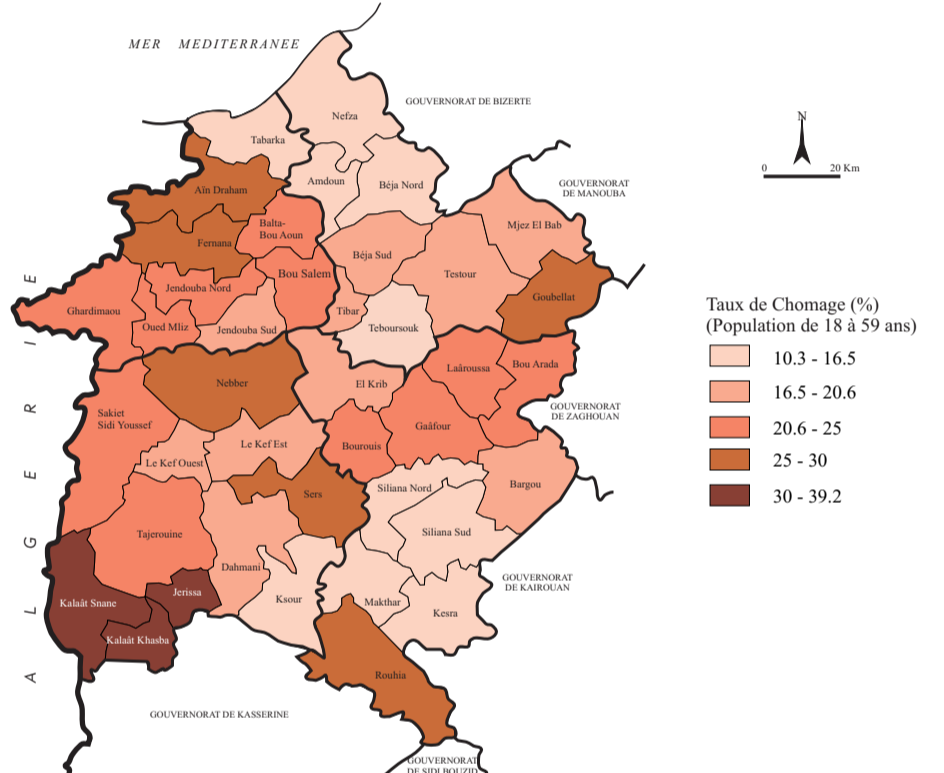 MER MEDITERRANEE
GOUVERNORAT DE BIZERTE
Nefza
N
Tabarka
0 20 Km
Amdoun
Béja Nord
GOUVERNORAT
DE MANOUBA
Aïn Draham
Balta-
Bou Aoun
Mjez El Bab
Fernana
Béja Sud
Bou Salem
Testour
Jendouba Nord
Goubellat
Ghardimaou
Tibar
Oued Mliz
Jendouba Sud
Teboursouk
Taux de Chomage (%)
(Population de 18 à 59 ans)
10.3 - 16.5
16.5 - 20.6
20.6 - 25
25 - 30
30 - 39.2
Laâroussa
Bou Arada
Nebber
El Krib
Sakiet
Sidi Youssef
GOUVERNORAT
DE ZAGHOUAN
Gaâfour
Le Kef Est
Bourouis
Le Kef Ouest
Siliana Nord
Bargou
Sers
Tajerouine
Siliana Sud
Dahmani
GOUVERNORAT
DE KAIROUAN
Jerissa
Kalaât Snane
Ksour
Makthar
Kesra
Kalaât Khasba
Rouhia
ALGERIE
GOUVERNORAT DE KASSERINE
GOUVERNORAT
DE SIDI BOUZID